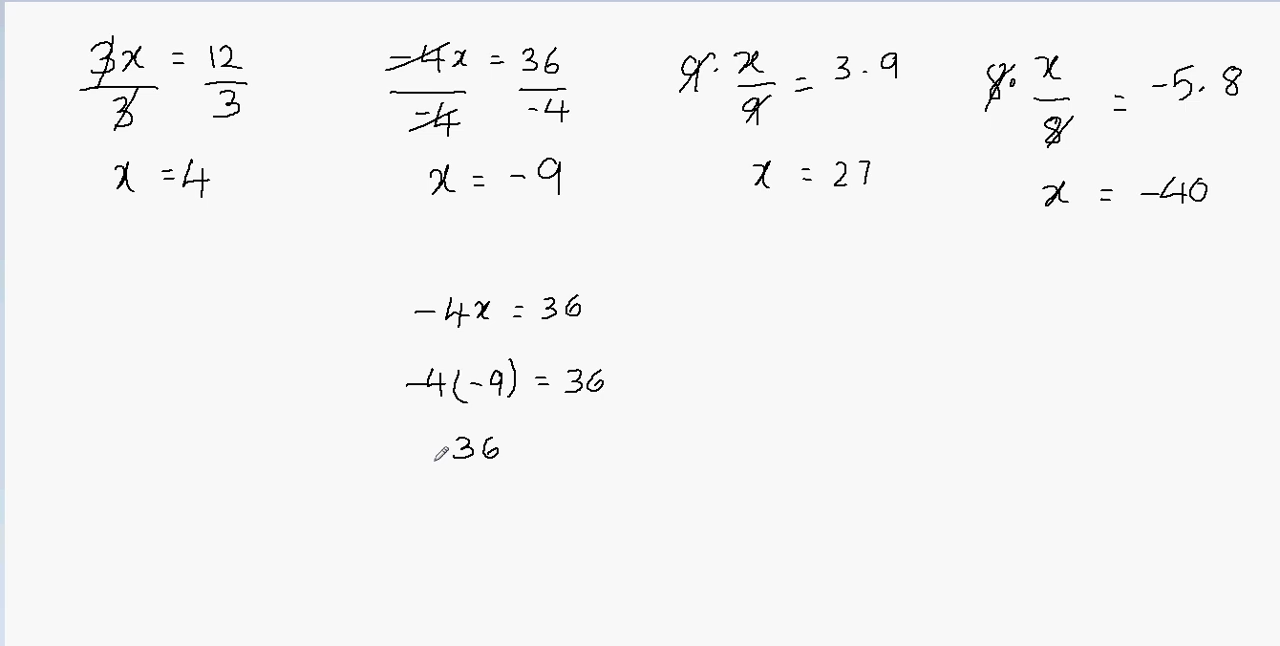 3x = 12
3 3
x = 4
-4x = 36
-4 -4
x = -9
9 · x = 3 · 9
9
x = 27
8 · x = -5 · 8
8
x = -40
-4x = 36
-4(-9) = 36
36